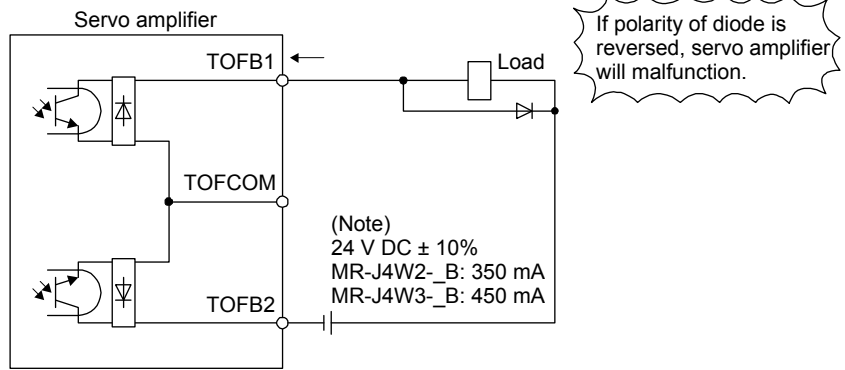 Servo amplifier
TOFB1
Load
If polarity of diode is
reversed, servo amplifier
will malfunction.
TOFCOM
(Note)
24 V DC ± 10%
MR-J4W2-_B: 350 mA
MR-J4W3-_B: 450 mA
TOFB2